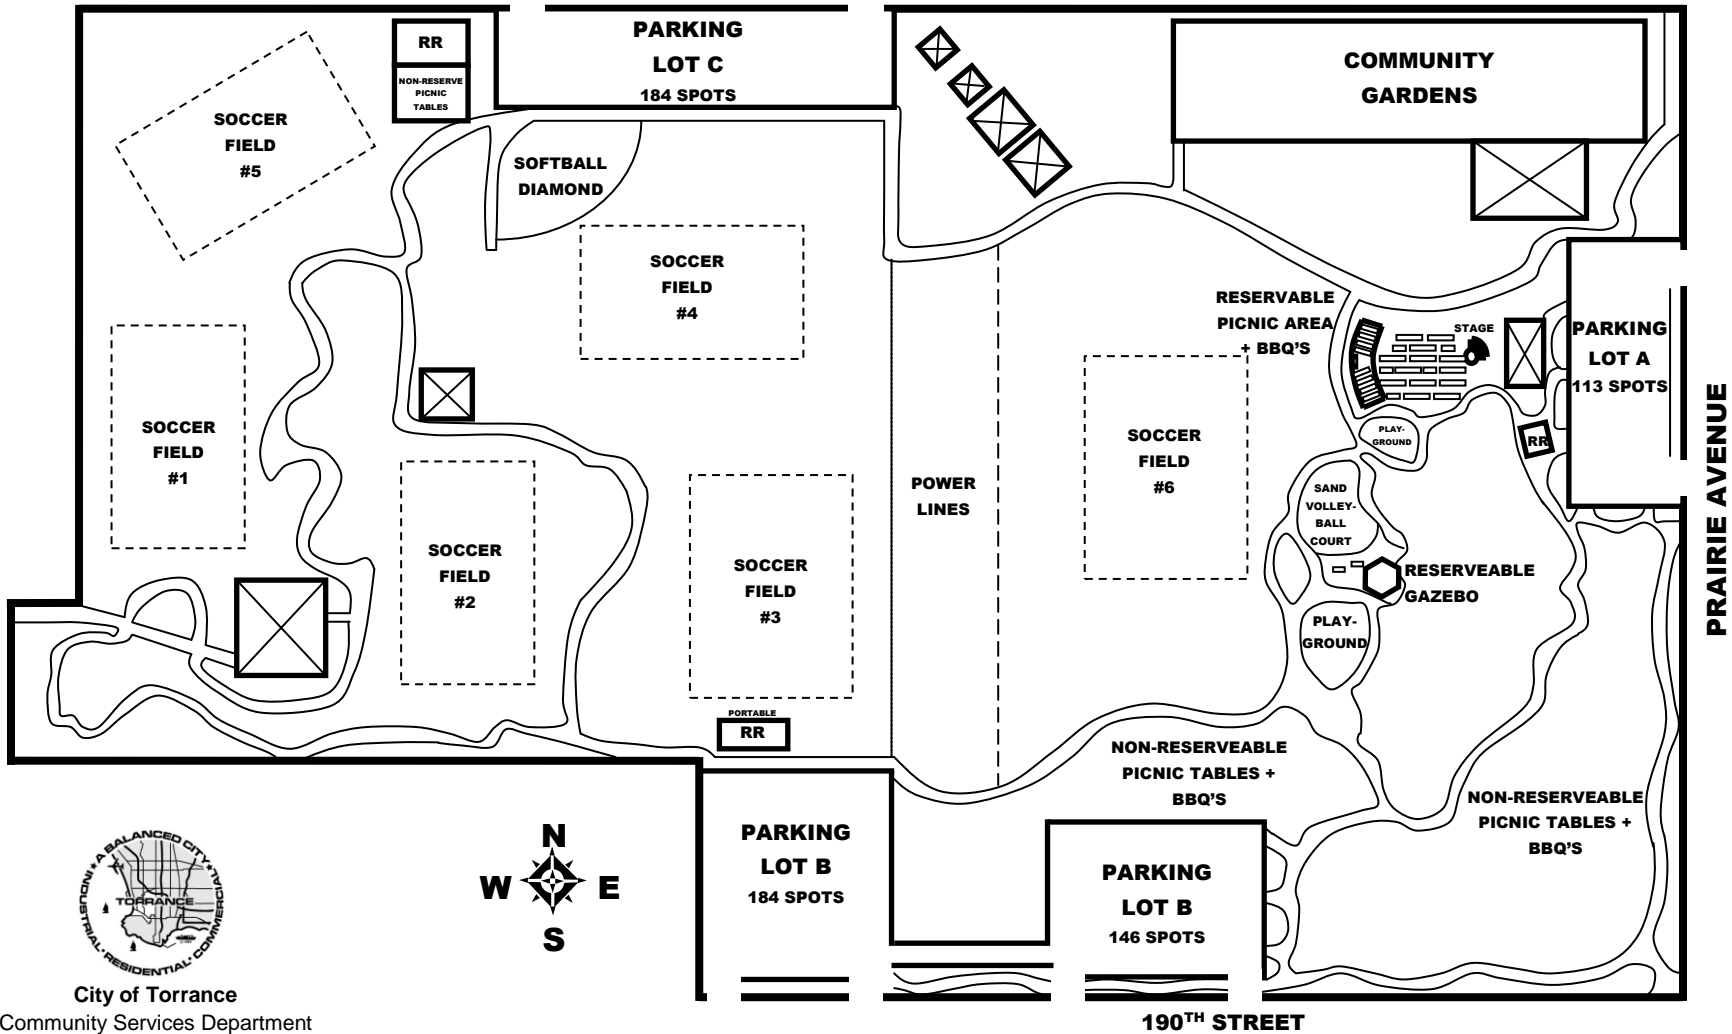 PARKING
LOT C
184 SPOTS
RR
NON-RESERVE
PICNIC
TABLES
SOCCER
FIELD
#5
SOFTBALL
DIAMOND
COMMUNITY
GARDENS
SOCCER
FIELD
#4
RESERVABLE
PICNIC AREA
+ BBQ'S
STAGE
PARKING
LOT A
113 SPOTS
PRAIRIE AVENUE
SOCCER
FIELD
#1
PLAY-
GROUND
RR
SOCCER
FIELD
#6
POWER
LINES
SAND
VOLLEY-
BALL
COURT
SOCCER
FIELD
#2
SOCCER
FIELD
#3
RESERVEABLE
GAZEBO
PLAY-
GROUND
PORTABLE
RR
NON-RESERVEABLE
PICNIC TABLES +
BBQ'S
NON-RESERVEABLE
PICNIC TABLES +
BBQ'S
PARKING
LOT B
184 SPOTS
PARKING
LOT B
146 SPOTS
N
W E
S
A BALANCED CITY
INDUSTRIAL·RESIDENTIAL·COMMERCIAL
TORRANCE
City of Torrance
Community Services Department
190TH STREET